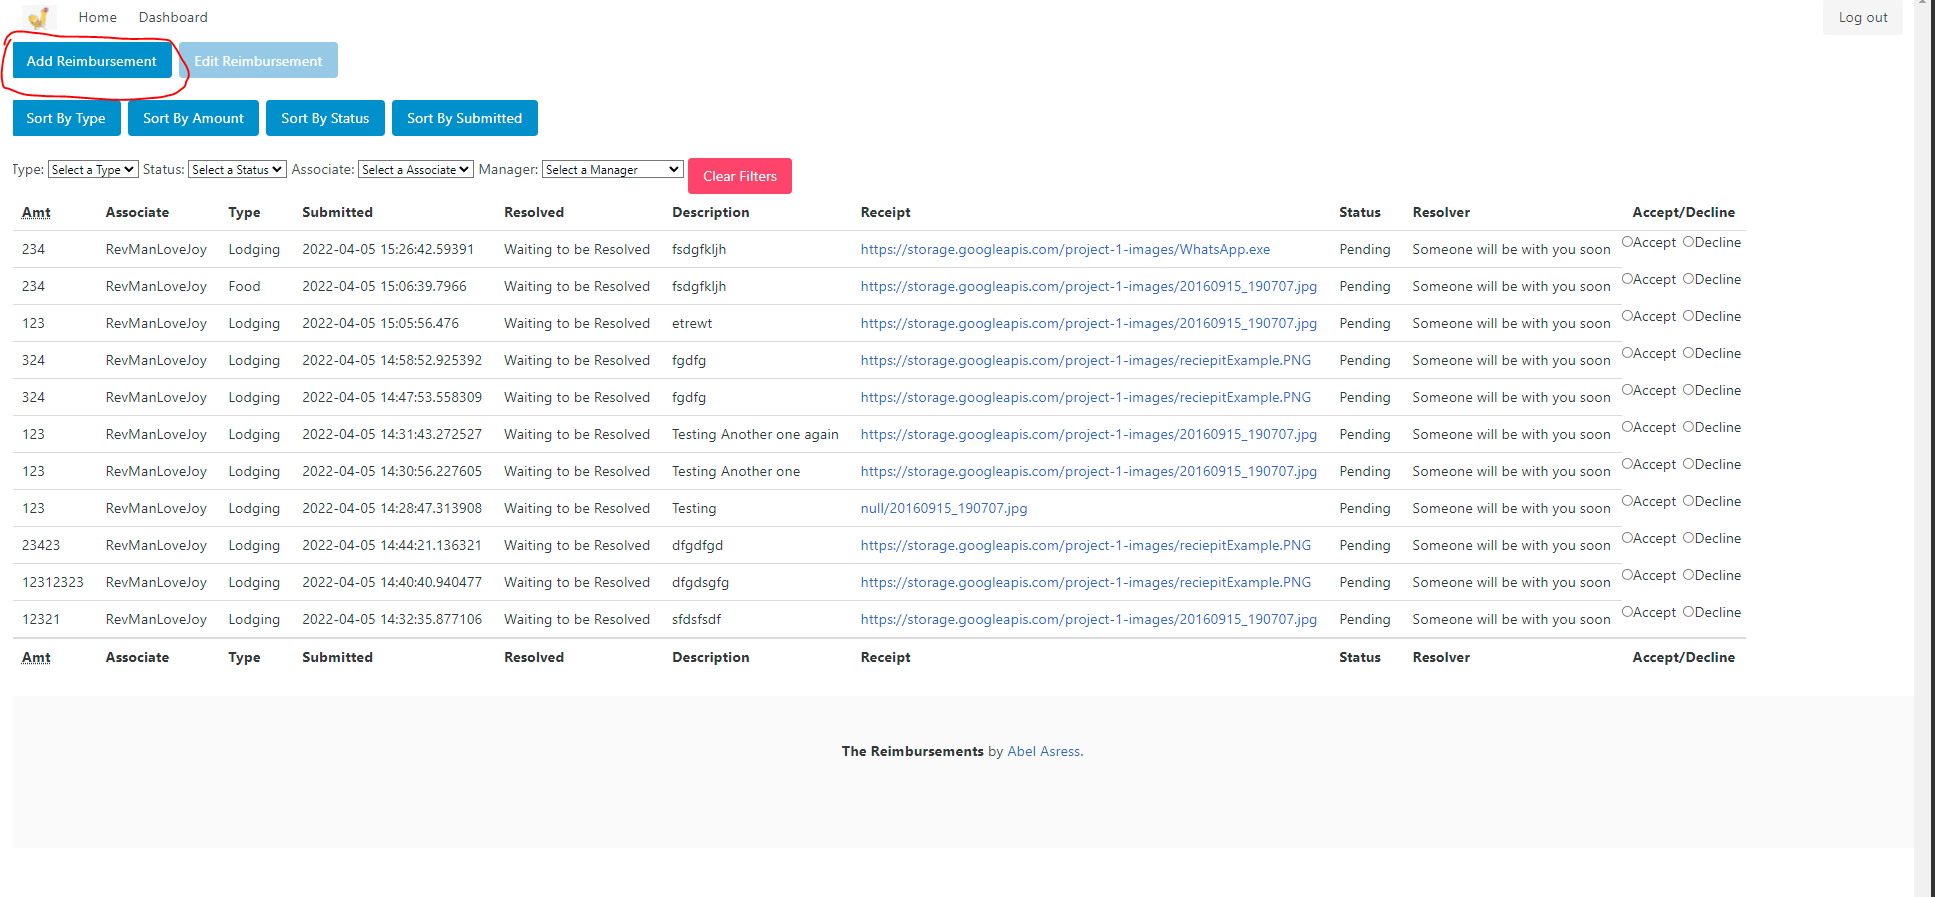 Home Dashboard Log out
Add Reimbursement Edit Reimbursement
Sort By Type Sort By Amount Sort By Status Sort By Submitted
Type: Select a Type Status: Select a Status Associate: Select a Associate Manager: Select a Manager Clear Filters
Amt Associate Type Submitted Resolved Description Receipt Status Resolver Accept/Decline
234 RevManLoveJoy Lodging 2022-04-05 15:26:42.59391 Waiting to be Resolved fsdgfkljh https://storage.googleapis.com/project-1-images/WhatsApp.exe Pending Someone will be with you soon Accept Decline
234 RevManLoveJoy Food 2022-04-05 15:06:39.7966 Waiting to be Resolved fsdgfkljh https://storage.googleapis.com/project-1-images/20160915_190707.jpg Pending Someone will be with you soon Accept Decline
123 RevManLoveJoy Lodging 2022-04-05 15:05:56.476 Waiting to be Resolved etrewt https://storage.googleapis.com/project-1-images/20160915_190707.jpg Pending Someone will be with you soon Accept Decline
324 RevManLoveJoy Lodging 2022-04-05 14:58:52.925392 Waiting to be Resolved fgdfg https://storage.googleapis.com/project-1-images/reciepitExample.PNG Pending Someone will be with you soon Accept Decline
324 RevManLoveJoy Lodging 2022-04-05 14:47:53.558309 Waiting to be Resolved fgdfg https://storage.googleapis.com/project-1-images/reciepitExample.PNG Pending Someone will be with you soon Accept Decline
123 RevManLoveJoy Lodging 2022-04-05 14:31:43.272527 Waiting to be Resolved Testing Another one again https://storage.googleapis.com/project-1-images/20160915_190707.jpg Pending Someone will be with you soon Accept Decline
123 RevManLoveJoy Lodging 2022-04-05 14:30:56.227605 Waiting to be Resolved Testing Another one https://storage.googleapis.com/project-1-images/20160915_190707.jpg Pending Someone will be with you soon Accept Decline
123 RevManLoveJoy Lodging 2022-04-05 14:28:47.313908 Waiting to be Resolved Testing null/20160915_190707.jpg Pending Someone will be with you soon Accept Decline
23423 RevManLoveJoy Lodging 2022-04-05 14:44:21.136321 Waiting to be Resolved dfgdfgd https://storage.googleapis.com/project-1-images/reciepitExample.PNG Pending Someone will be with you soon Accept Decline
12312323 RevManLoveJoy Lodging 2022-04-05 14:40:40.940477 Waiting to be Resolved dfgdsgfg https://storage.googleapis.com/project-1-images/reciepitExample.PNG Pending Someone will be with you soon Accept Decline
12321 RevManLoveJoy Lodging 2022-04-05 14:32:35.877106 Waiting to be Resolved sfdsfsdf https://storage.googleapis.com/project-1-images/20160915_190707.jpg Pending Someone will be with you soon Accept Decline
Amt Associate Type Submitted Resolved Description Receipt Status Resolver Accept/Decline
The Reimbursements by Abel Asress.